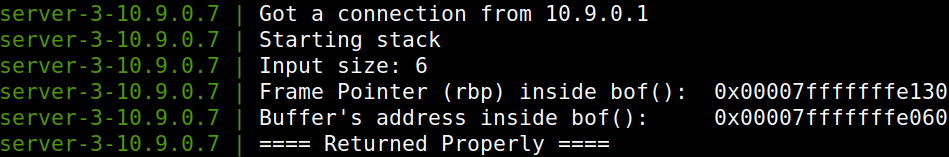 server-3-10.9.0.7 | Got a connection from 10.9.0.1
server-3-10.9.0.7 | Starting stack
server-3-10.9.0.7 | Input size: 6
server-3-10.9.0.7 | Frame Pointer (rbp) inside bof():  0x00007fffffffe130
server-3-10.9.0.7 | Buffer's address inside bof():     0x00007fffffffe060
server-3-10.9.0.7 | ==== Returned Properly ====